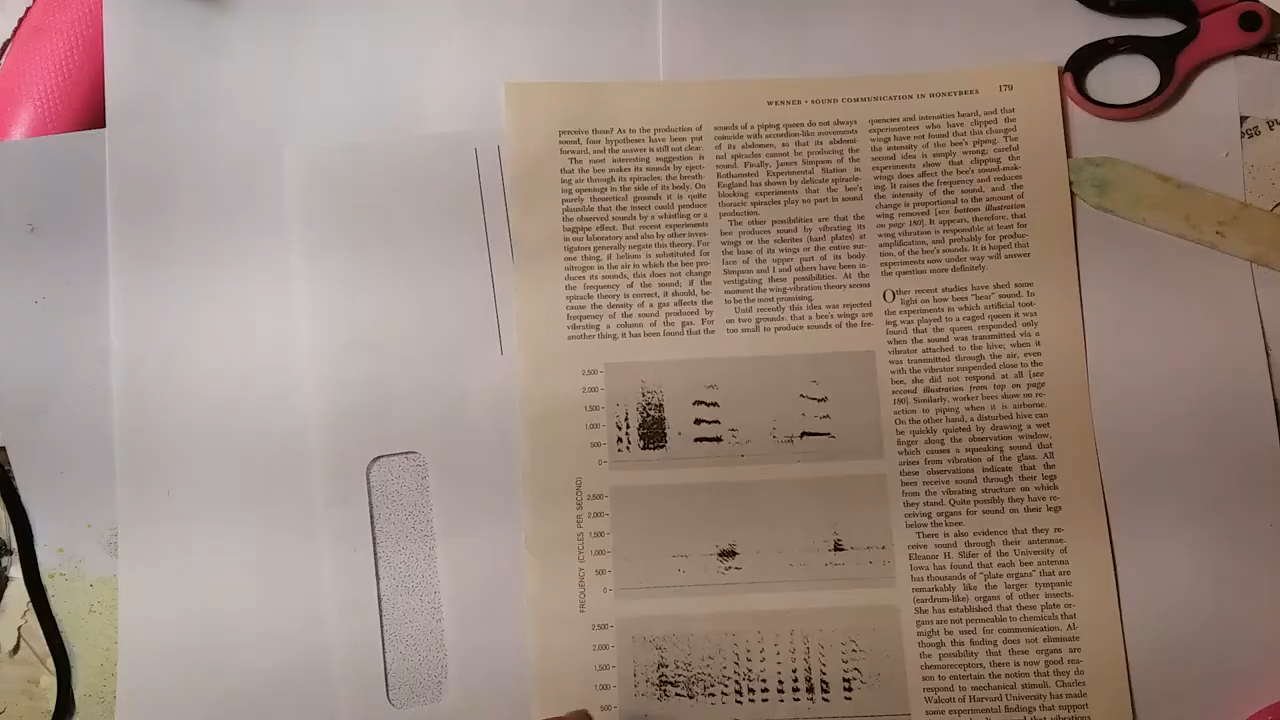 WENNER • SOUND COMMUNICATION IN HONEYBEES 179
perceive them? As to the production of
sound, four hypotheses have been put
forward, and the answer is still not clear.
The most interesting suggestion is
that the bee makes its sounds by eject-
ing air through its spiracles; the breath-
ing openings in the side of its body. On
purely theoretical grounds it is quite
plausible that the insect could produce
the observed sounds by a whistling or a
bagpipe effect. But recent experiments
in our laboratory and also by other inves-
tigators generally negate this theory. For
one thing, if helium is substituted for
nitrogen in the air in which the bee pro-
duces its sounds, this does not change
the frequency of the sound; if the
spiracle theory is correct, it should, be-
cause the density of a gas affects the
frequency of the sound produced by
vibrating a column of the gas. For
another thing, it has been found that the
sounds of a piping queen do not always
coincide with accordion-like movements
of its abdomen, so that its abdomi-
nal spiracles cannot be producing the
sound. Finally, James Simpson of the
Rothamsted Experimental Station in
England has shown by delicate spiracle-
blocking experiments that the bee's
thoracic spiracles play no part in sound
production.
The other possibilities are that the
bee produces sound by vibrating its
wings or the sclerites (hard plates) at
the base of its wings or the entire sur-
face of the upper part of its body.
Simpson and I and others have been in-
vestigating these possibilities. At the
moment the wing-vibration theory seems
to be the most promising.
Until recently this idea was rejected
on two grounds: that a bee's wings are
too small to produce sounds of the fre-
quencies and intensities heard, and that
experimenters who have clipped the
wings have not found that this changed
the intensity of the bee's piping. The
second idea is simply wrong; careful
experiments show that clipping the
wings does affect the bee's sound-mak-
ing. It raises the frequency and reduces
the intensity of the sound, and the
change is proportional to the amount of
wing removed [see bottom illustration
on page 180]. It appears, therefore, that
wing vibration is responsible at least for
amplification, and probably for produc-
tion, of the bee's sounds. It is hoped that
experiments now under way will answer
the question more definitely.
Other recent studies have shed some
light on how bees "hear" sound. In
the experiments in which artificial toot-
ing was played to a caged queen it was
found that the queen responded only
when the sound was transmitted via a
vibrator attached to the hive; when it
was transmitted through the air, even
with the vibrator suspended close to the
bee, she did not respond at all [see
second illustration from top on page
180]. Similarly, worker bees show no re-
action to piping when it is airborne.
On the other hand, a disturbed hive can
be quickly quieted by drawing a wet
finger along the observation window,
which causes a squeaking sound that
arises from vibration of the glass. All
these observations indicate that the
bees receive sound through their legs
from the vibrating structure on which
they stand. Quite possibly they have re-
ceiving organs for sound on their legs
below the knee.
There is also evidence that they re-
ceive sound through their antennae.
Eleanor H. Slifer of the University of
Iowa has found that each bee antenna
has thousands of "plate organs" that are
remarkably like the larger tympanic
(eardrum-like) organs of other insects.
She has established that these plate or-
gans are not permeable to chemicals that
might be used for communication. Al-
though this finding does not eliminate
the possibility that these organs are
chemoreceptors, there is now good rea-
son to entertain the notion that they do
respond to mechanical stimuli. Charles
Walcott of Harvard University has made
some experimental findings that support
that vibrations
FREQUENCY (CYCLES PER SECOND)
2,500
2,000
1,500
1,000
500
0
2,500
2,000
1,500
1,000
500
0
2,500
2,000
1,500
1,000
500
nd 25¢